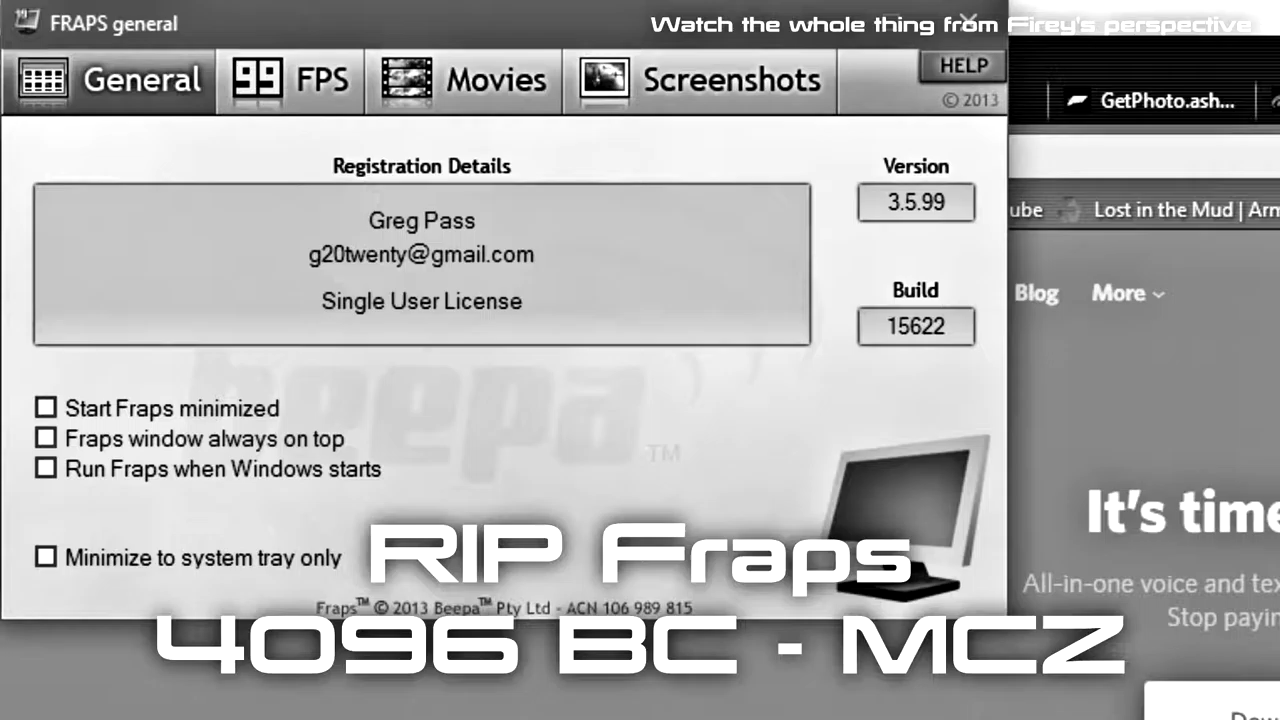 FRAPS general
Watch the whole thing from Firey's perspective
General
99 FPS
Movies
Screenshots
HELP
© 2013
GetPhoto.ash...
Registration Details
Version
Greg Pass
3.5.99
g20twenty@gmail.com
Single User License
Build
15622
ube
Lost in the Mud | Arm
Blog
More
beepa™
Start Fraps minimized
Fraps window always on top
Run Fraps when Windows starts
Minimize to system tray only
It's time
All-in-one voice and tex
Stop payin
RIP Fraps
Fraps™ © 2013 Beepa™ Pty Ltd - ACN 106 989 815
4096 BC - MCZ